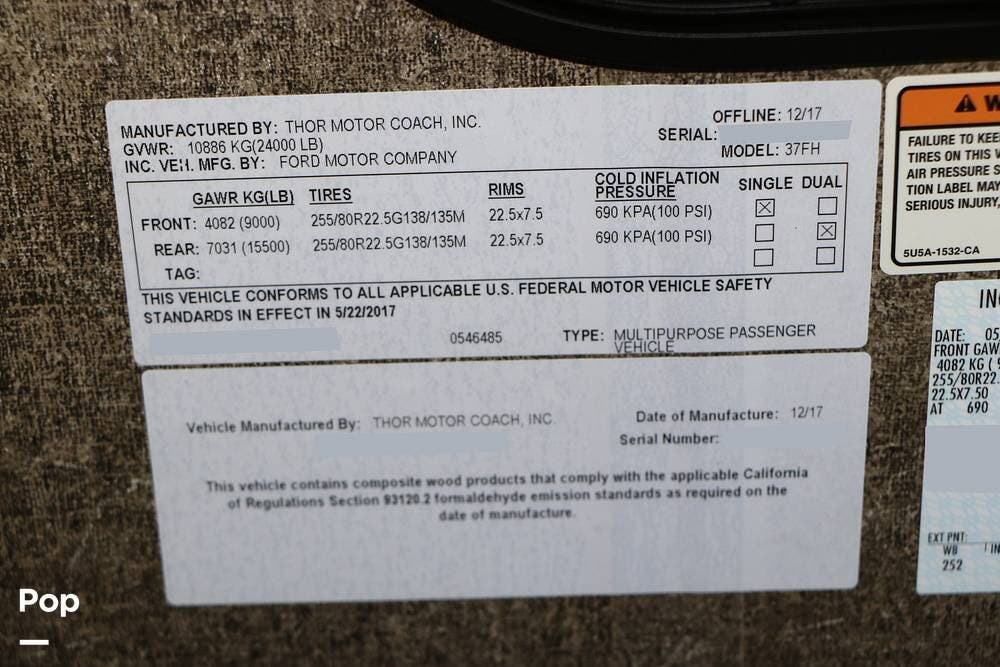 MANUFACTURED BY: THOR MOTOR COACH, INC.
OFFLINE: 12/17
GVWR: 10886 KG(24000 LB)
SERIAL:
INC. VEH. MFG. BY: FORD MOTOR COMPANY
MODEL: 37FH
GAWR KG(LB) TIRES RIMS COLD INFLATION PRESSURE SINGLE DUAL
FRONT: 4082 (9000) 255/80R22.5G138/135M 22.5x7.5 690 KPA(100 PSI) ☒ ☐
REAR: 7031 (15500) 255/80R22.5G138/135M 22.5x7.5 690 KPA(100 PSI) ☐ ☒
TAG: ☐ ☐
THIS VEHICLE CONFORMS TO ALL APPLICABLE U.S. FEDERAL MOTOR VEHICLE SAFETY
STANDARDS IN EFFECT IN 5/22/2017
0546485 TYPE: MULTIPURPOSE PASSENGER
VEHICLE
Vehicle Manufactured By: THOR MOTOR COACH, INC.
Date of Manufacture: 12/17
Serial Number:
This vehicle contains composite wood products that comply with the applicable California
of Regulations Section 93120.2 formaldehyde emission standards as required on the
date of manufacture.
FAILURE TO KEE
TIRES ON THIS V
AIR PRESSURE S
TION LABEL MAY
SERIOUS INJURY,
5U5A-1532-CA
DATE: 05
FRONT GAW
4082 KG ( 9
255/80R22.
22.5X7.50
AT 690
EXT PNT:
WB IN
252
Pop